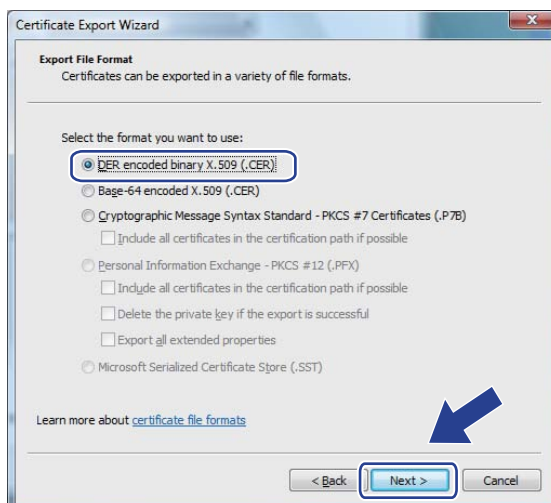 Certificate Export Wizard
Export File Format
Certificates can be exported in a variety of file formats.
Select the format you want to use:
DER encoded binary X.509 (.CER)
Base-64 encoded X.509 (.CER)
Cryptographic Message Syntax Standard - PKCS #7 Certificates (.P7B)
Include all certificates in the certification path if possible
Personal Information Exchange - PKCS #12 (.PFX)
Include all certificates in the certification path if possible
Delete the private key if the export is successful
Export all extended properties
Microsoft Serialized Certificate Store (.SST)
Learn more about certificate file formats
< Back Next > Cancel